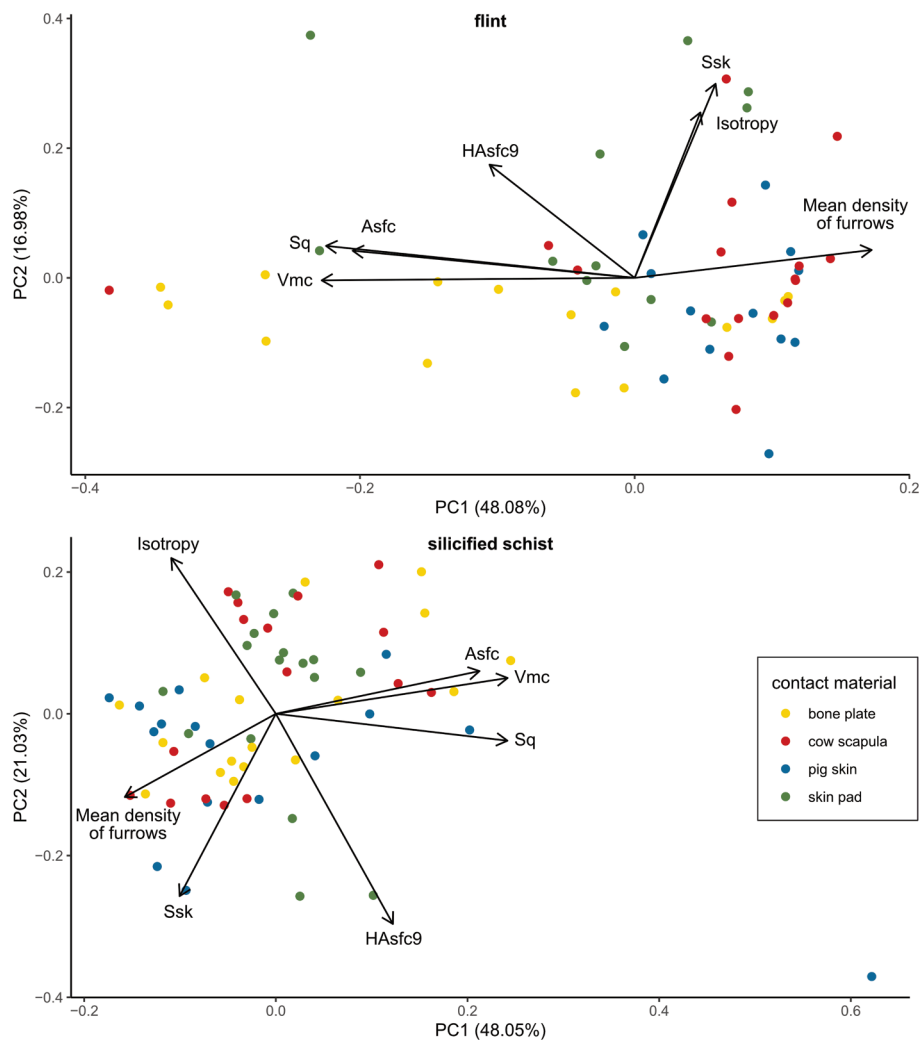 flint
0.4
0.2
0.0
−0.2
PC2 (16.98%)
Ssk
Isotropy
HAsfc9
Mean density
of furrows
Asfc
Sq
Vmc
−0.4
−0.2
0.0
0.2
PC1 (48.08%)
silicified schist
0.2
0.0
−0.2
−0.4
PC2 (21.03%)
Isotropy
Asfc
Vmc
Sq
Mean density
of furrows
Ssk
HAsfc9
−0.2
0.0
0.2
0.4
0.6
PC1 (48.05%)
contact material
bone plate
cow scapula
pig skin
skin pad